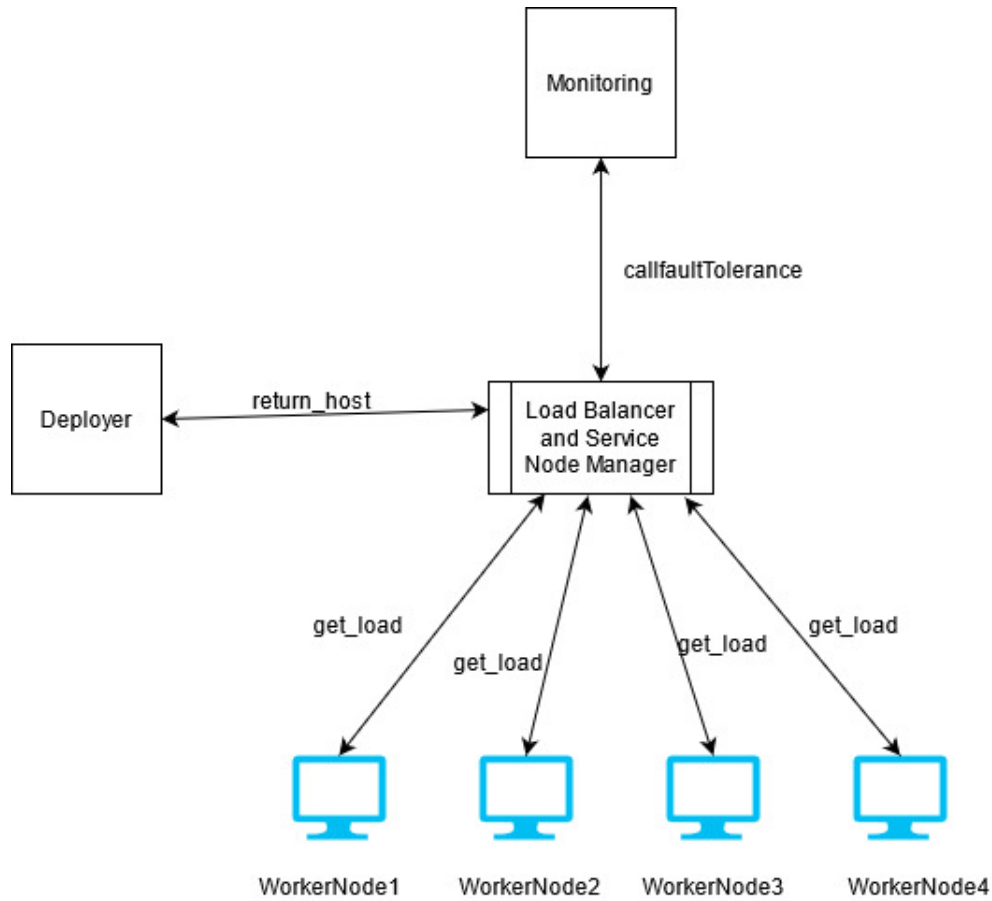 Monitoring
callfaultTolerance
return_host
Deployer
Load Balancer
and Service
Node Manager
get_load
get_load
get_load
get_load
WorkerNode1
WorkerNode2
WorkerNode3
WorkerNode4